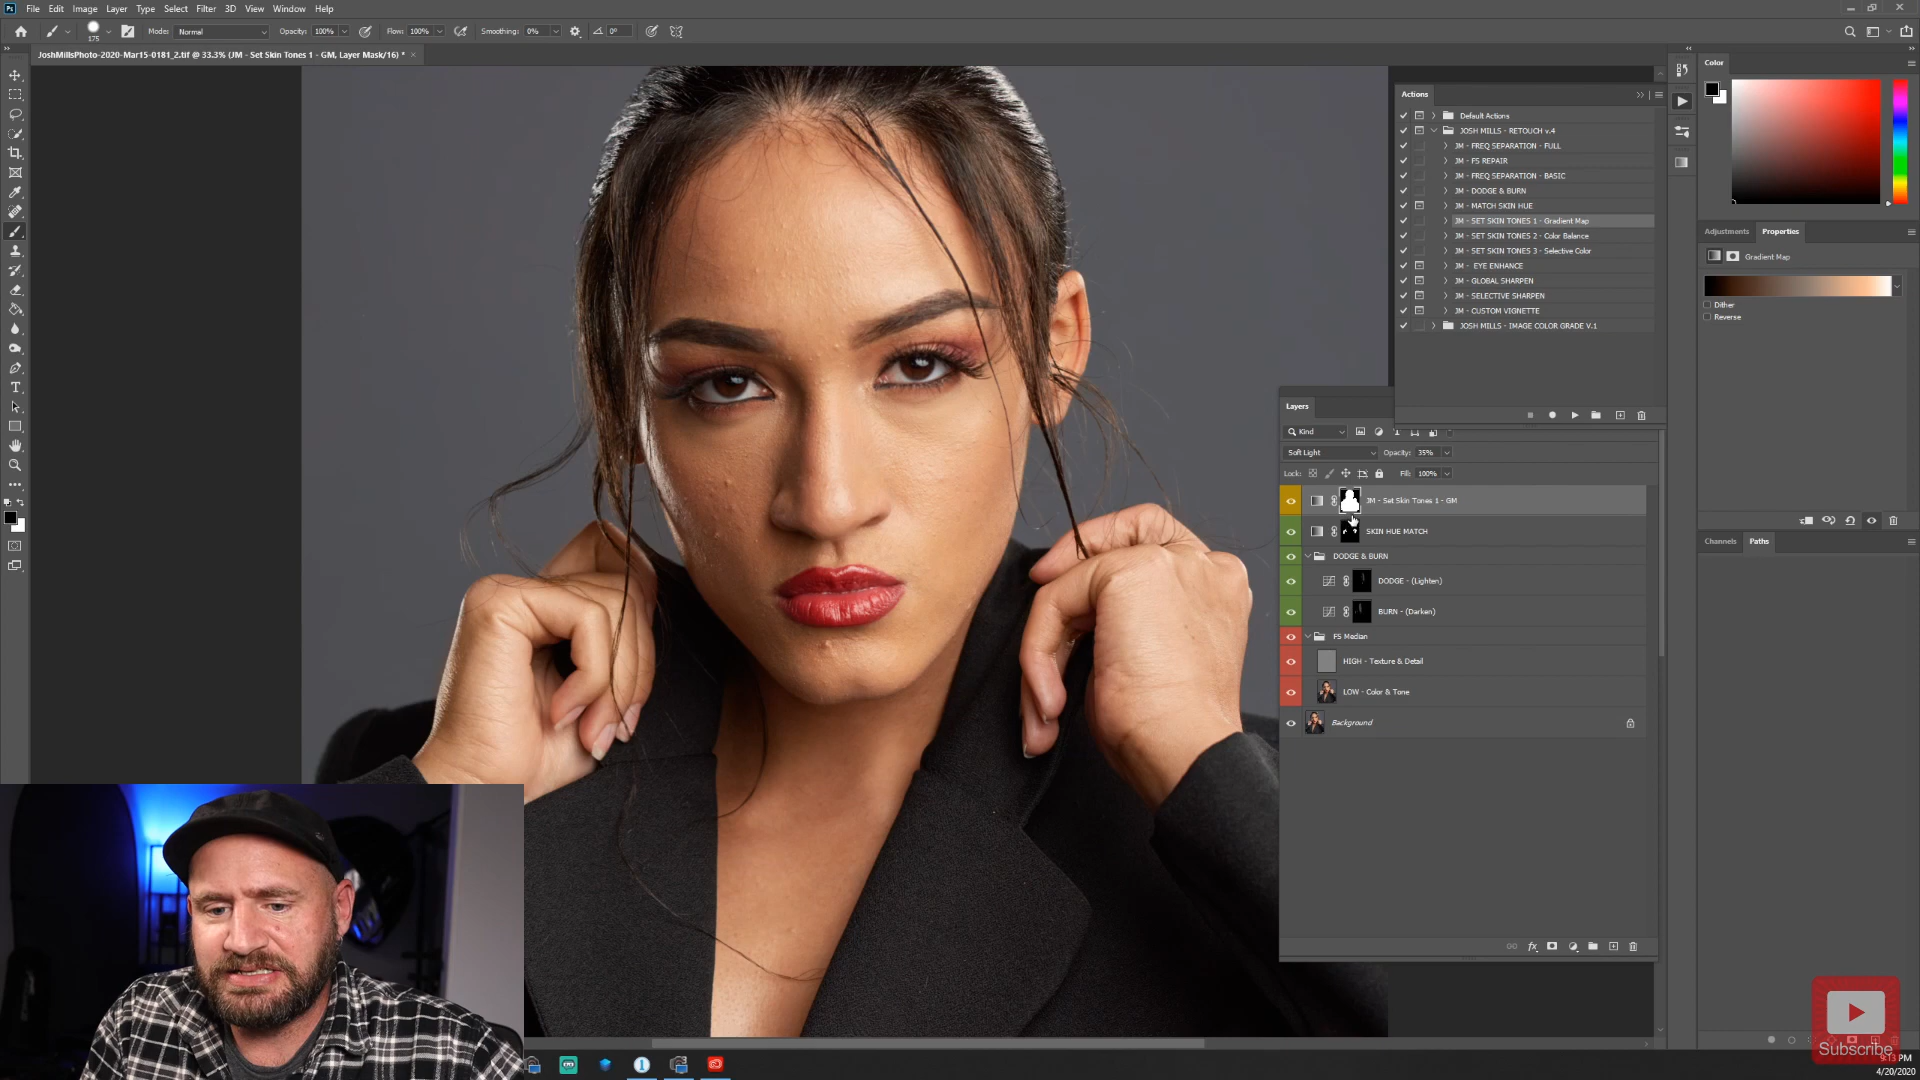 Ps File Edit Image Layer Type Select Filter 3D View Window Help
175 Mode: Normal Opacity: 100% Flow: 100% Smoothing: 0% 0°
JoshMillsPhoto-2020-Mar15-0181_2.tif @ 33.3% (JM - Set Skin Tones 1 - GM, Layer Mask/16) *
Actions
Default Actions
JOSH MILLS - RETOUCH v.4
JM - FREQ SEPARATION - FULL
JM - FS REPAIR
JM - FREQ SEPARATION - BASIC
JM - DODGE & BURN
JM - MATCH SKIN HUE
JM - SET SKIN TONES 1 - Gradient Map
JM - SET SKIN TONES 2 - Color Balance
JM - SET SKIN TONES 3 - Selective Color
JM - EYE ENHANCE
JM - GLOBAL SHARPEN
JM - SELECTIVE SHARPEN
JM - CUSTOM VIGNETTE
JOSH MILLS - IMAGE COLOR GRADE V.1
Color
Adjustments Properties
Gradient Map
Dither
Reverse
Channels Paths
Layers
Kind
Soft Light Opacity: 35%
Lock: Fill: 100%
JM - Set Skin Tones 1 - GM
SKIN HUE MATCH
DODGE & BURN
DODGE - (Lighten)
BURN - (Darken)
FS Median
HIGH - Texture & Detail
LOW - Color & Tone
Background
fx
Subscribe
9:13 PM
4/20/2020